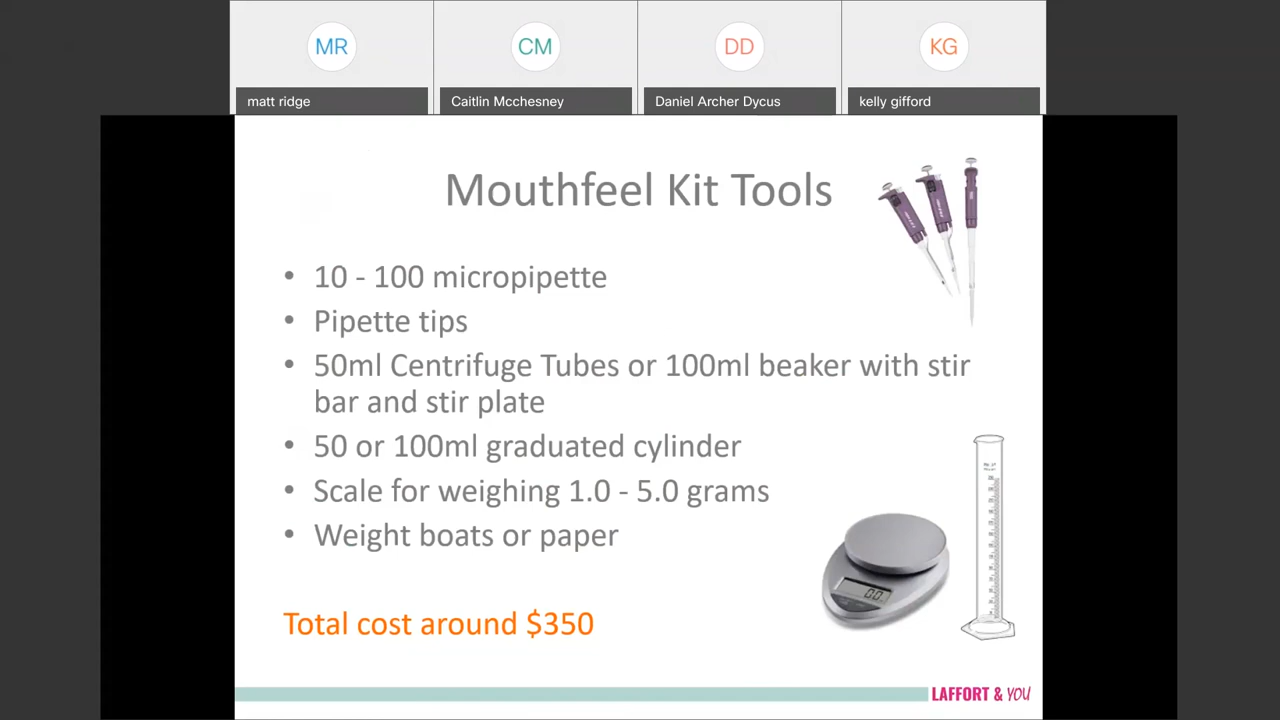 MR
CM
DD
KG
matt ridge
Caitlin Mcchesney
Daniel Archer Dycus
kelly gifford
Mouthfeel Kit Tools
• 10 - 100 micropipette
• Pipette tips
• 50ml Centrifuge Tubes or 100ml beaker with stir
bar and stir plate
• 50 or 100ml graduated cylinder
• Scale for weighing 1.0 - 5.0 grams
• Weight boats or paper
Total cost around $350
LAFFORT & YOU